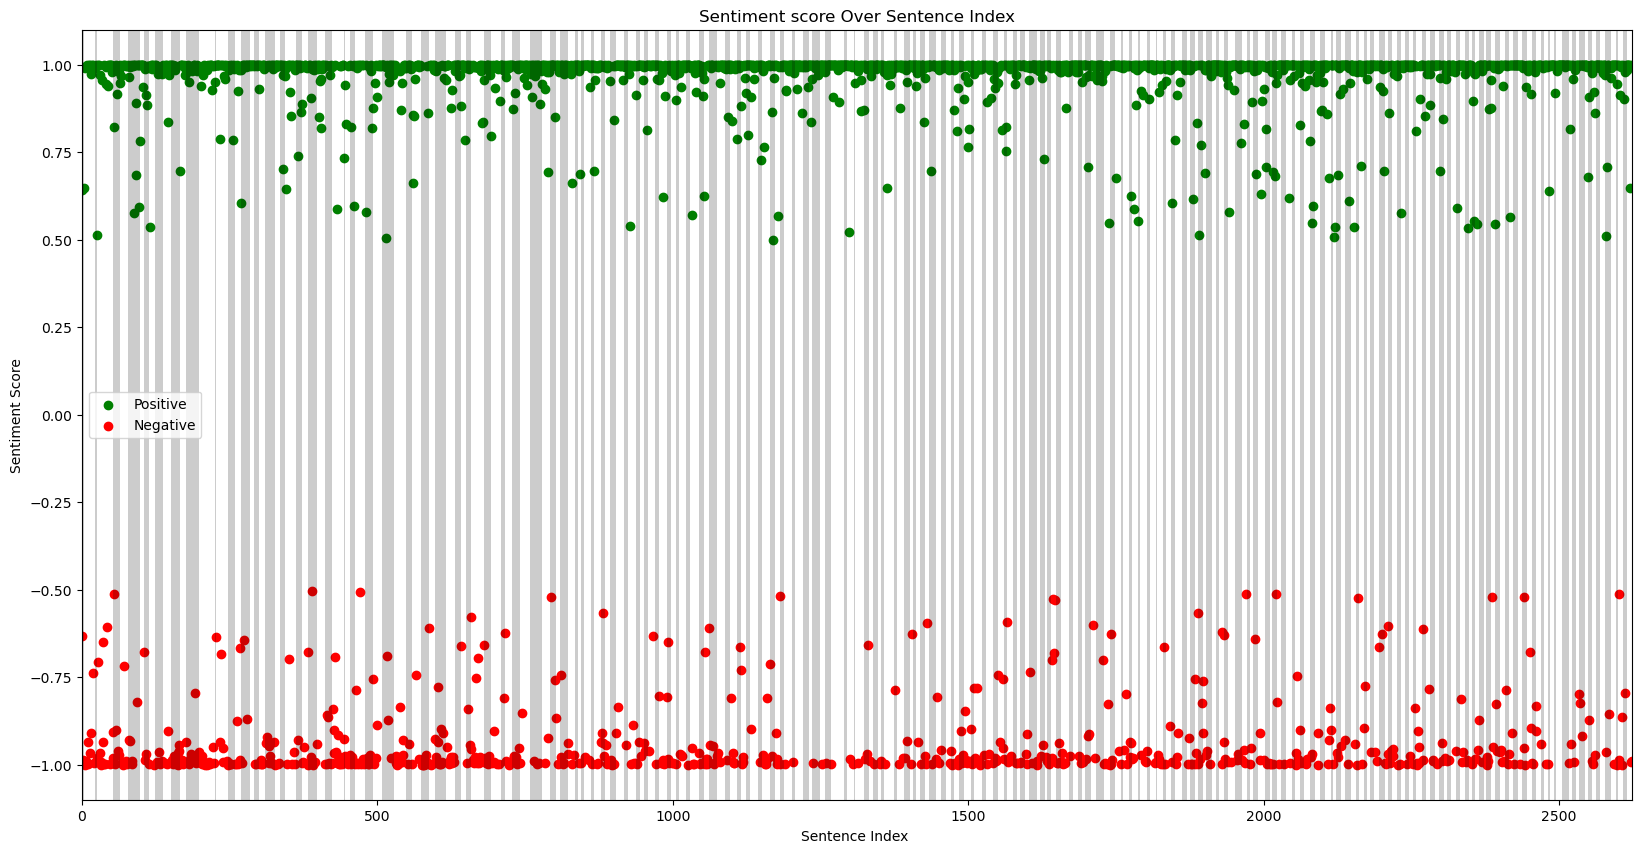 Sentiment score Over Sentence Index
1.00
0.75
0.50
0.25
0.00
−0.25
−0.50
−0.75
−1.00
Sentiment Score
Positive
Negative
0 500 1000 1500 2000 2500
Sentence Index